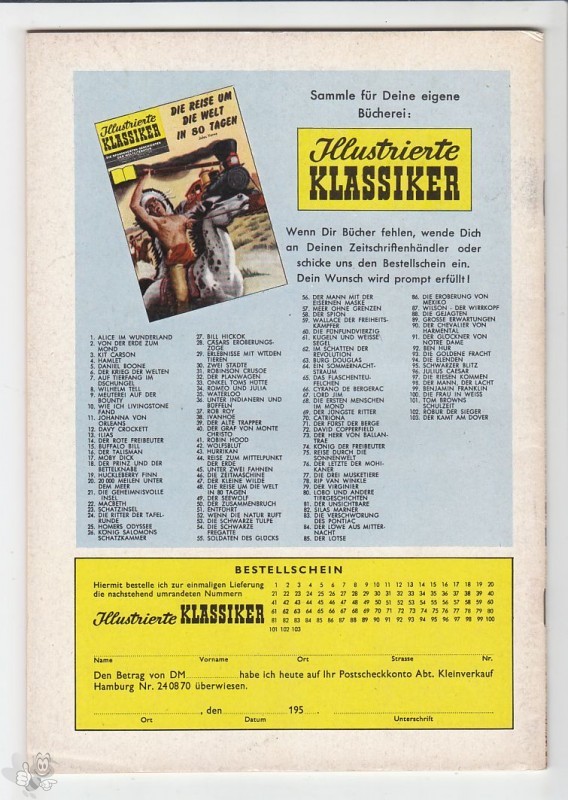 Sammle für Deine eigene
Bücherei:
Illustrierte
KLASSIKER
DIE REISE UM
DIE WELT
IN 80 TAGEN
Jules Verne
Illustrierte
KLASSIKER
Wenn Dir Bücher fehlen, wende Dich
an Deinen Zeitschriftenhändler oder
schicke uns den Bestellschein ein.
Dein Wunsch wird prompt erfüllt!
1. ALICE IM WUNDERLAND
2. VON DER ERDE ZUM
MOND
3. KIT CARSON
4. HAMLET
5. DANIEL BOONE
6. DER KRIEG DER WELTEN
7. AUF TIERFANG IM
DSCHUNGEL
8. WILHELM TELL
9. MEUTEREI AUF DER
BOUNTY
10. WIE ICH LIVINGSTONE
FAND
11. JOHANNA VON
ORLEANS
12. DAVY CROCKETT
13. ILIAS
14. DER ROTE FREIBEUTER
15. BUFFALO BILL
16. DER TALISMAN
17. MOBY DICK
18. DER PRINZ UND DER
BETTELKNABE
19. HUCKLEBERRY FINN
20. 20 000 MEILEN UNTER
DEM MEER
21. DIE GEHEIMNISVOLLE
INSEL
22. MACBETH
23. SCHATZINSEL
24. DIE RITTER DER TAFEL-
RUNDE
25. HOMERS ODYSSEE
26. KÖNIG SALOMONS
SCHATZKAMMER
27. BILL HICKOK
28. CÄSARS EROBERUNGS-
ZÜGE
29. ERLEBNISSE MIT WILDEN
TIEREN
30. ZWEI STÄDTE
31. ROBINSON CRUSOE
32. DER PLANWAGEN
33. ONKEL TOMS HÜTTE
34. ROMEO UND JULIA
35. WATERLOO
36. UNTER INDIANERN UND
BÜFFELN
37. ROB ROY
38. IVANHOE
39. DER ALTE TRAPPER
40. DER GRAF VON MONTE
CHRISTO
41. ROBIN HOOD
42. WOLFSBLUT
43. HURRIKAN
44. REISE ZUM MITTELPUNKT
DER ERDE
45. UNTER ZWEI FAHNEN
46. DIE ZEITMASCHINE
47. DER KLEINE WILDE
48. DIE REISE UM DIE WELT
IN 80 TAGEN
49. DER SEEWOLF
50. DER ZUSAMMENBRUCH
51. ENTFÜHRT
52. WENN DIE NATUR RUFT
53. DIE SCHWARZE TULPE
54. DIE SCHWARZE
FREGATTE
55. SOLDATEN DES GLÜCKS
56. DER MANN MIT DER
EISERNEN MASKE
57. MEER OHNE GRENZEN
58. DER SPION
59. WALLACE DER FREIHEITS-
KÄMPFER
60. DIE FÜNFUNDVIERZIG
61. KUGELN UND WEISSE
SEGEL
62. IM SCHATTEN DER
REVOLUTION
63. BURG DOUGLAS
64. EIN SOMMERNACHT-
STRAUM
65. DAS FLASCHENTEU-
FELCHEN
66. CYRANO DE BERGERAC
67. LORD JIM
68. DIE ERSTEN MENSCHEN
IM MOND
69. DER JÜNGSTE RITTER
70. CATRIONA
71. DER FÖRST DER BERGE
72. DAVID COPPERFIELD
73. DER HERR VON BALLAN-
TRAE
74. KÖNIG DER FREIBEUTER
75. REISE DURCH DIE
SONNENWELT
76. DER LETZTE DER MOHI-
KANER
77. DIE DREI MUSKETIERE
78. RIP VAN WINKLE
79. DER VIRGINIER
80. LOBO UND ANDERE
TIERGESCHICHTEN
81. DER UNSICHTBARE
82. SILAS MARNER
83. DIE VERSCHWÖRUNG
DES PONTIAC
84. DER LÖWE AUS MITTER-
NACHT
85. DER LOTSE
86. DIE EROBERUNG VON
MEXIKO
87. WILSON - DER WIRRKOPF
88. DIE GEJAGTEN
89. GROSSE ERWARTUNGEN
90. DER CHEVALIER VON
HARMENTAL
91. DER GLÖCKNER VON
NOTRE DAME
92. BEN HUR
93. DIE GOLDENE FRACHT
94. DIE ELENDEN
95. SCHWARZER BLITZ
96. JULIUS CAESAR
97. DIE RIESEN KOMMEN
98. DER MANN, DER LACHT
99. BENJAMIN FRANKLIN
100. DIE FRAU IN WEISS
101. TOM BROWNS
SCHULZEIT
102. ROBUR DER SIEGER
103. DER KAMPF AM DOVER
BESTELLSCHEIN
Hiermit bestelle ich zur einmaligen Lieferung
die nachstehend umrandeten Nummern
Illustrierte KLASSIKER
1 2 3 4 5 6 7 8 9 10 11 12 13 14 15 16 17 18 19 20
21 22 23 24 25 26 27 28 29 30 31 32 33 34 35 36 37 38 39 40
41 42 43 44 45 46 47 48 49 50 51 52 53 54 55 56 57 58 59 60
61 62 63 64 65 66 67 68 69 70 71 72 73 74 75 76 77 78 79 80
81 82 83 84 85 86 87 88 89 90 91 92 93 94 95 96 97 98 99 100
101 102 103
Name Vorname Ort Strasse Nr.
Den Betrag von DM habe ich heute auf Ihr Postscheckkonto Abt. Kleinverkauf
Hamburg Nr. 240870 überwiesen.
, den 195
Ort Datum Unterschrift